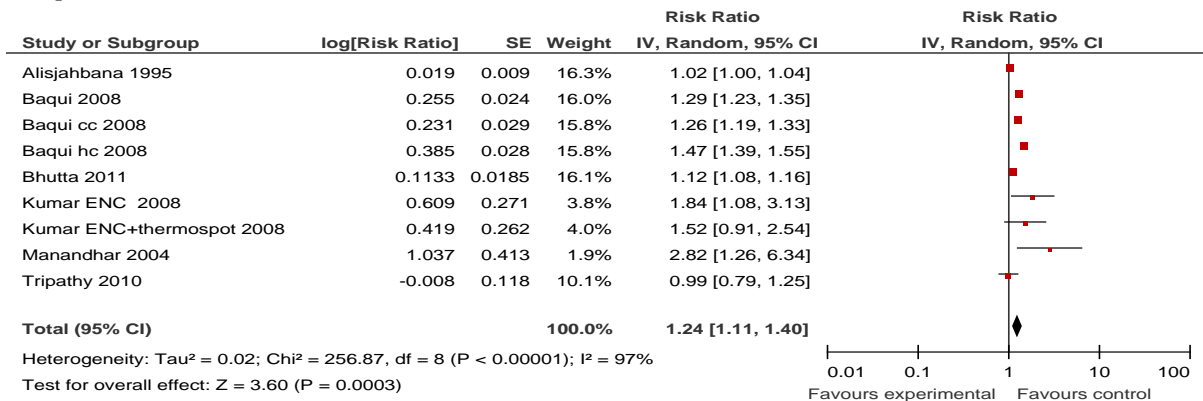 Risk Ratio Risk Ratio
Study or Subgroup log[Risk Ratio] SE Weight IV, Random, 95% CI IV, Random, 95% CI
Alisjahbana 1995 0.019 0.009 16.3% 1.02 [1.00, 1.04]
Baqui 2008 0.255 0.024 16.0% 1.29 [1.23, 1.35]
Baqui cc 2008 0.231 0.029 15.8% 1.26 [1.19, 1.33]
Baqui hc 2008 0.385 0.028 15.8% 1.47 [1.39, 1.55]
Bhutta 2011 0.1133 0.0185 16.1% 1.12 [1.08, 1.16]
Kumar ENC 2008 0.609 0.271 3.8% 1.84 [1.08, 3.13]
Kumar ENC+thermospot 2008 0.419 0.262 4.0% 1.52 [0.91, 2.54]
Manandhar 2004 1.037 0.413 1.9% 2.82 [1.26, 6.34]
Tripathy 2010 -0.008 0.118 10.1% 0.99 [0.79, 1.25]
Total (95% CI) 100.0% 1.24 [1.11, 1.40]
Heterogeneity: Tau² = 0.02; Chi² = 256.87, df = 8 (P < 0.00001); I² = 97%
Test for overall effect: Z = 3.60 (P = 0.0003)
0.01 0.1 1 10 100
Favours experimental Favours control